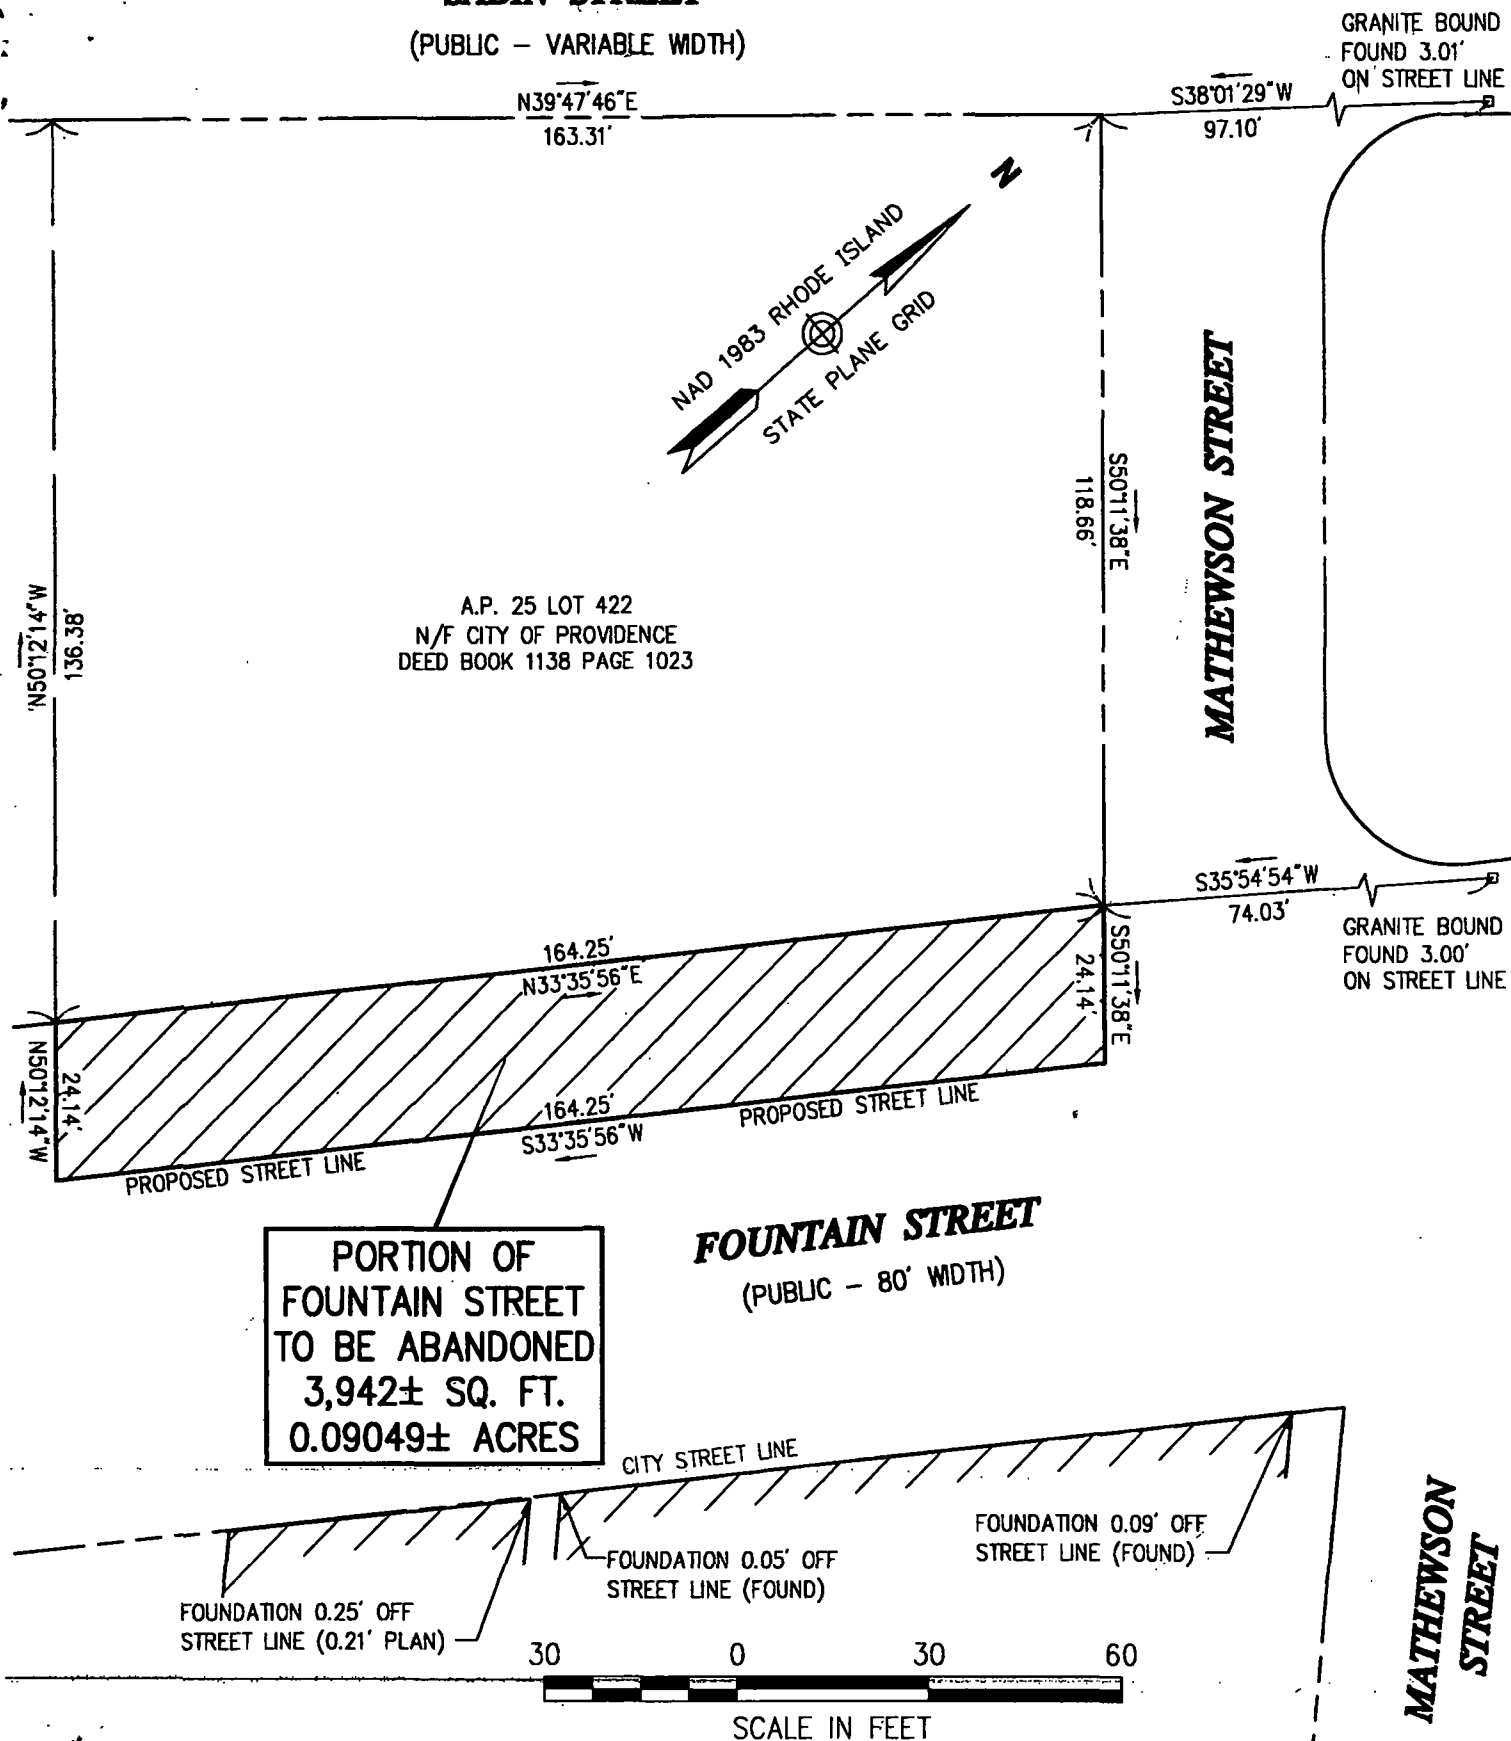 SABIN STREET
(PUBLIC – VARIABLE WIDTH)
GRANITE BOUND
FOUND 3.01'
ON STREET LINE
N39°47'46"E
163.31'
S38°01'29"W
97.10'
N
NAD 1983 RHODE ISLAND
STATE PLANE GRID
MATHEWSON STREET
S50°11'38"E
118.66'
N50°12'14"W
136.38'
A.P. 25 LOT 422
N/F CITY OF PROVIDENCE
DEED BOOK 1138 PAGE 1023
S35°54'54"W
74.03'
GRANITE BOUND
FOUND 3.00'
ON STREET LINE
164.25'
N33°35'56"E
S50°11'38"E
24.14'
N50°12'14"W
24.14'
164.25'
S33°35'56"W
PROPOSED STREET LINE
PROPOSED STREET LINE
FOUNTAIN STREET
(PUBLIC – 80' WIDTH)
PORTION OF
FOUNTAIN STREET
TO BE ABANDONED
3,942± SQ. FT.
0.09049± ACRES
CITY STREET LINE
FOUNDATION 0.09' OFF
STREET LINE (FOUND)
FOUNDATION 0.05' OFF
STREET LINE (FOUND)
FOUNDATION 0.25' OFF
STREET LINE (0.21' PLAN)
MATHEWSON
STREET
30 0 30 60
SCALE IN FEET